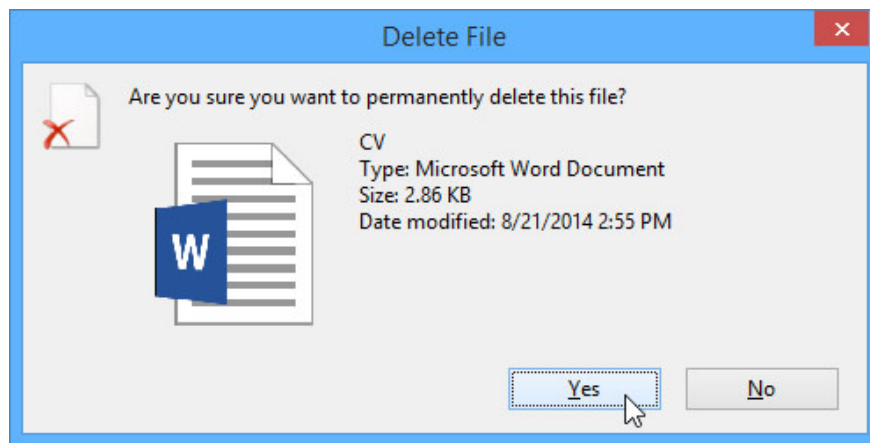 Delete File
Are you sure you want to permanently delete this file?
CV
Type: Microsoft Word Document
Size: 2.86 KB
Date modified: 8/21/2014 2:55 PM
W
Yes
No